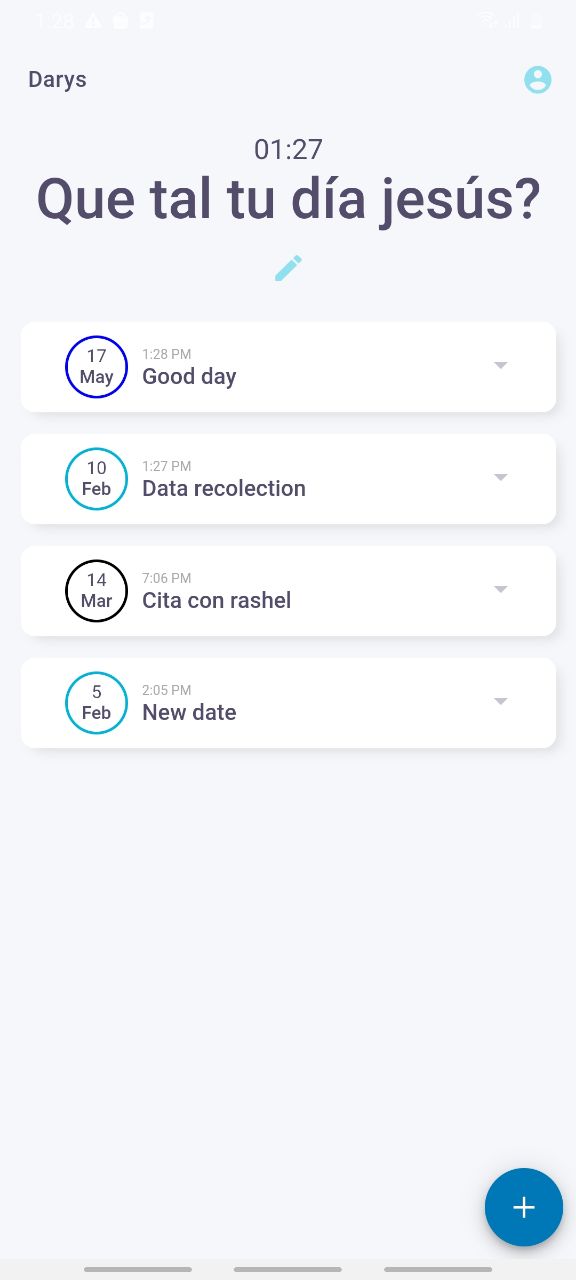 1:28
Darys
01:27
Que tal tu día jesús?
17
May
1:28 PM
Good day
10
Feb
1:27 PM
Data recolection
14
Mar
7:06 PM
Cita con rashel
5
Feb
2:05 PM
New date